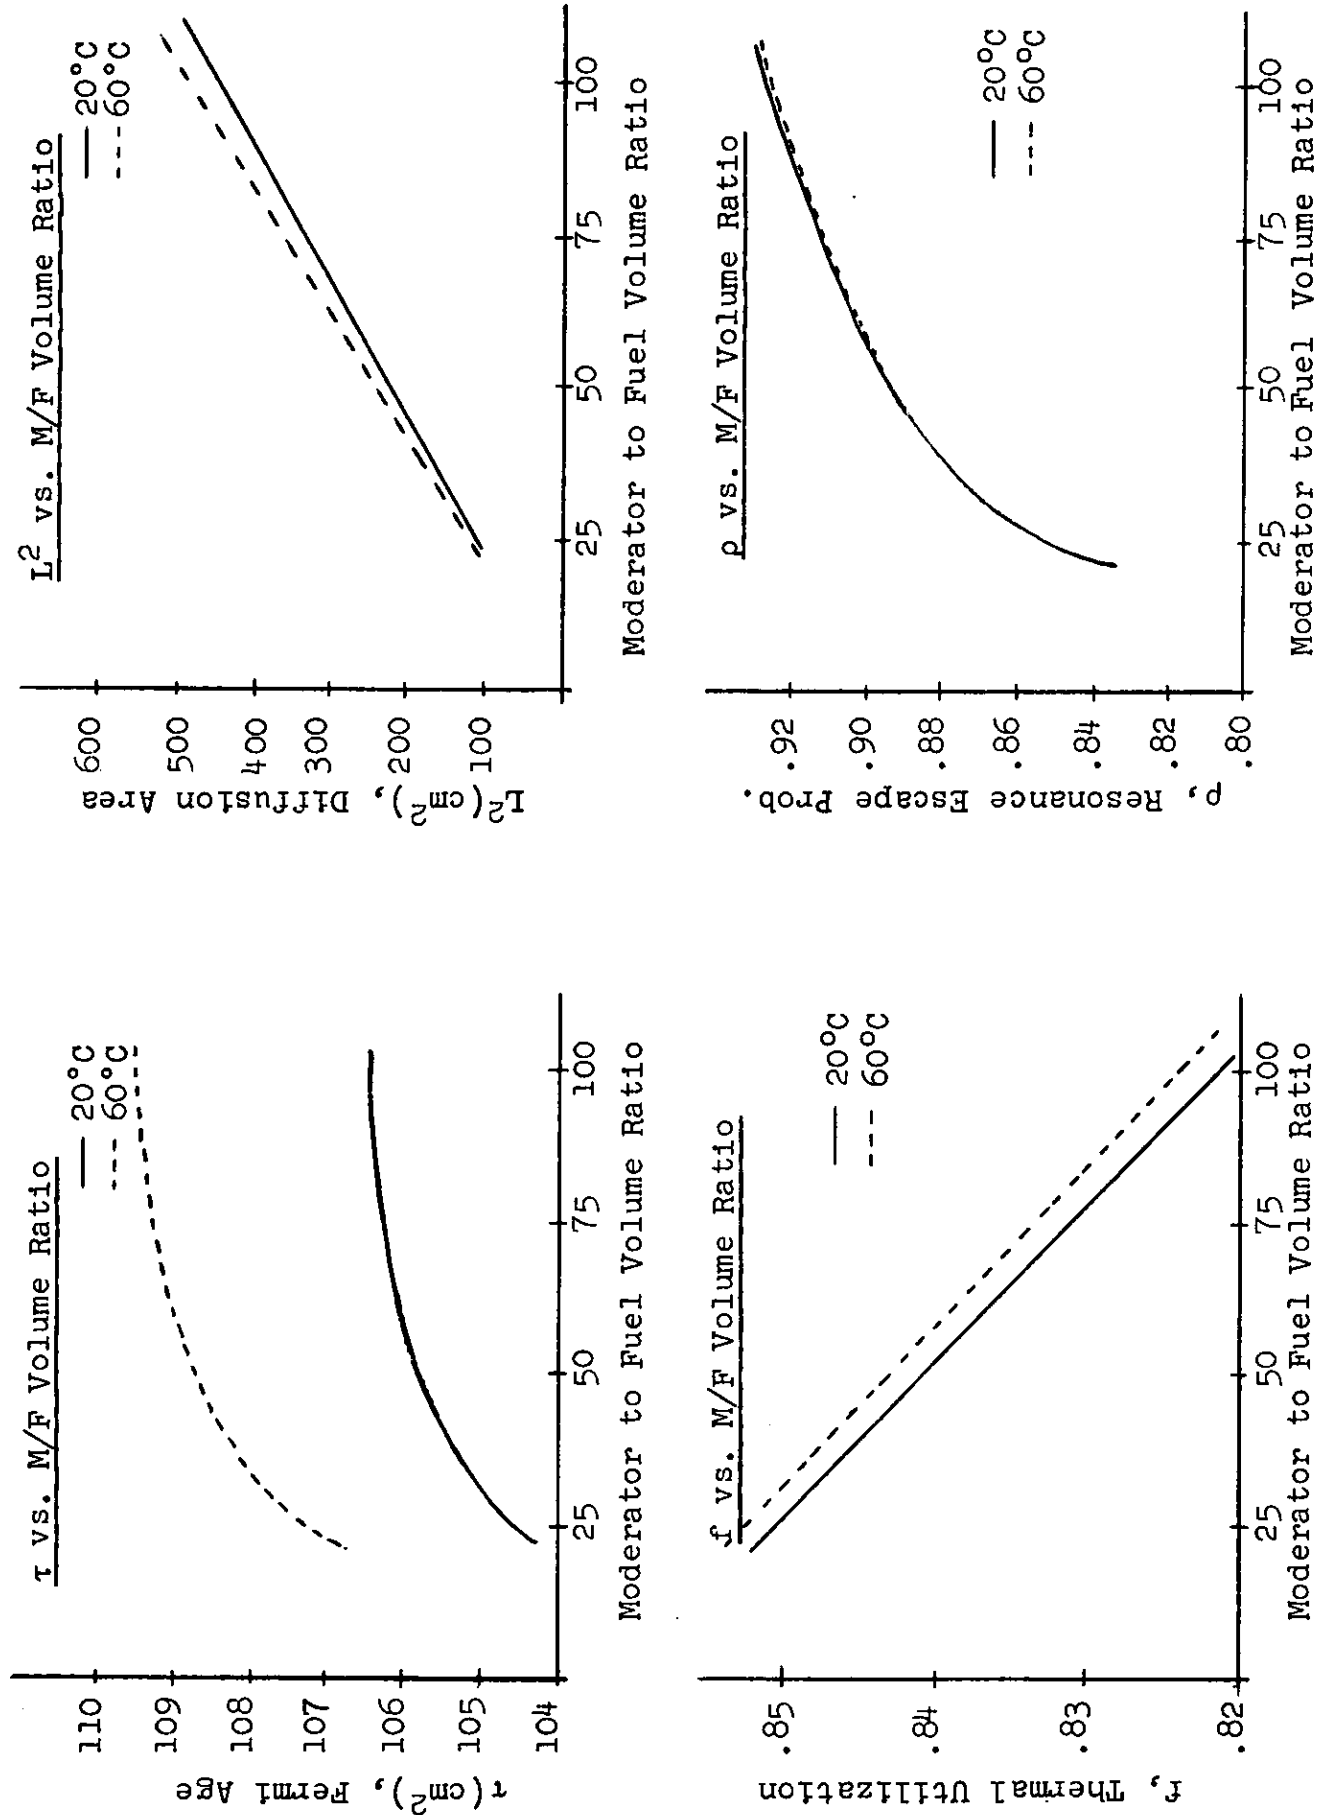 τ vs. M/F Volume Ratio
— 20°C
--- 60°C
τ(cm²), Fermi Age
110
109
108
107
106
105
104
25 50 75 100
Moderator to Fuel Volume Ratio
L² vs. M/F Volume Ratio
— 20°C
--- 60°C
L²(cm²), Diffusion Area
600
500
400
300
200
100
25 50 75 100
Moderator to Fuel Volume Ratio
f vs. M/F Volume Ratio
— 20°C
--- 60°C
f, Thermal Utilization
.85
.84
.83
.82
25 50 75 100
Moderator to Fuel Volume Ratio
ρ vs. M/F Volume Ratio
— 20°C
--- 60°C
ρ, Resonance Escape Prob.
.92
.90
.88
.86
.84
.82
.80
25 50 75 100
Moderator to Fuel Volume Ratio